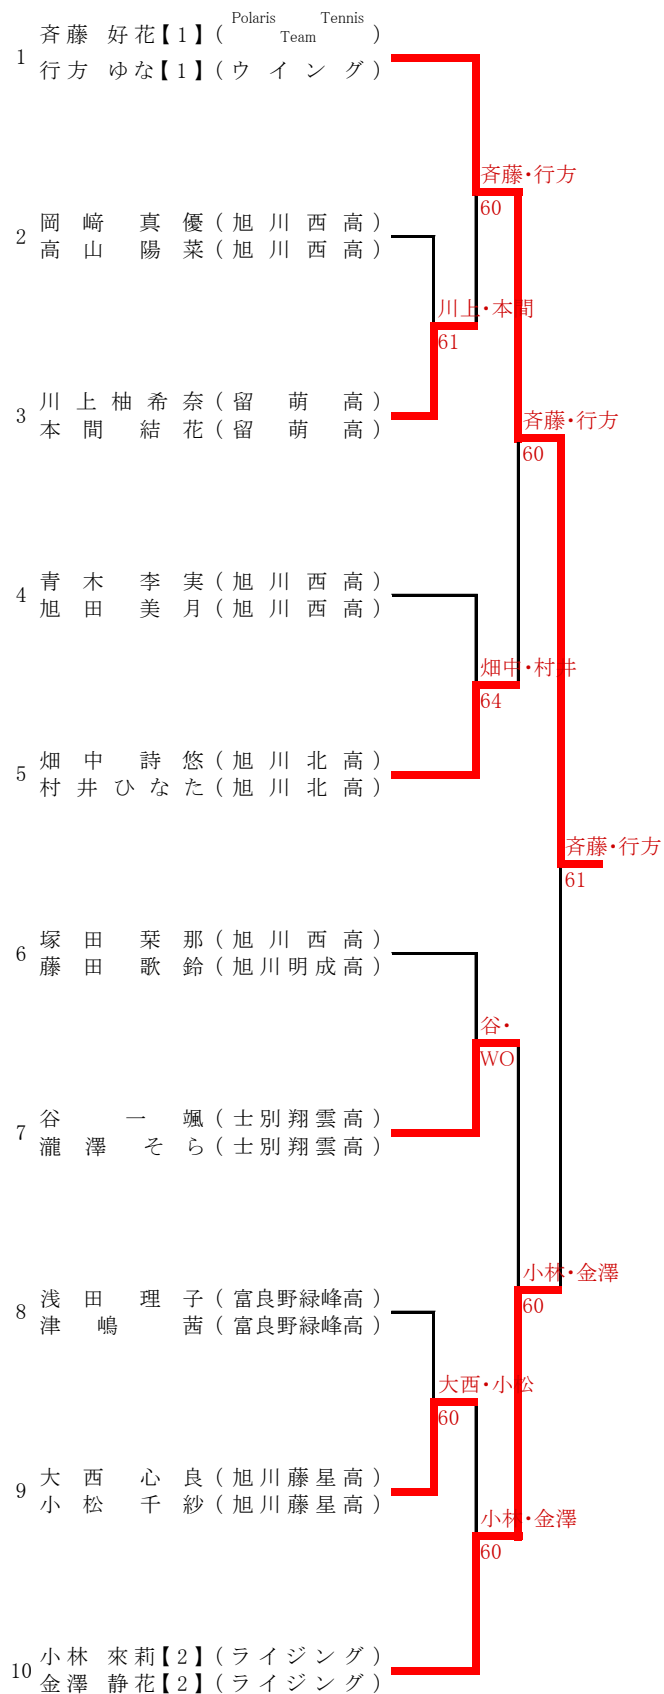 斉藤 好花【1】(Polaris Tennis Team)
1
行方 ゆな【1】(ウイング)
斉藤・行方
60
岡﨑 真優(旭川西高)
2
高山 陽菜(旭川西高)
川上・本間
61
川上柚希奈(留萌高)
3
本間結花(留萌高)
斉藤・行方
60
青木 李実(旭川西高)
4
旭田 美月(旭川西高)
畑中・村井
64
畑中詩悠(旭川北高)
5
村井ひなた(旭川北高)
斉藤・行方
61
塚田栞那(旭川西高)
6
藤田歌鈴(旭川明成高)
谷・
WO
谷 一颯(士別翔雲高)
7
瀧澤そら(士別翔雲高)
小林・金澤
60
浅田理子(富良野緑峰高)
8
津嶋 茜(富良野緑峰高)
大西・小松
60
大西心良(旭川藤星高)
9
小松千紗(旭川藤星高)
小林・金澤
60
小林 來莉【2】(ライジング)
10
金澤 静花【2】(ライジング)